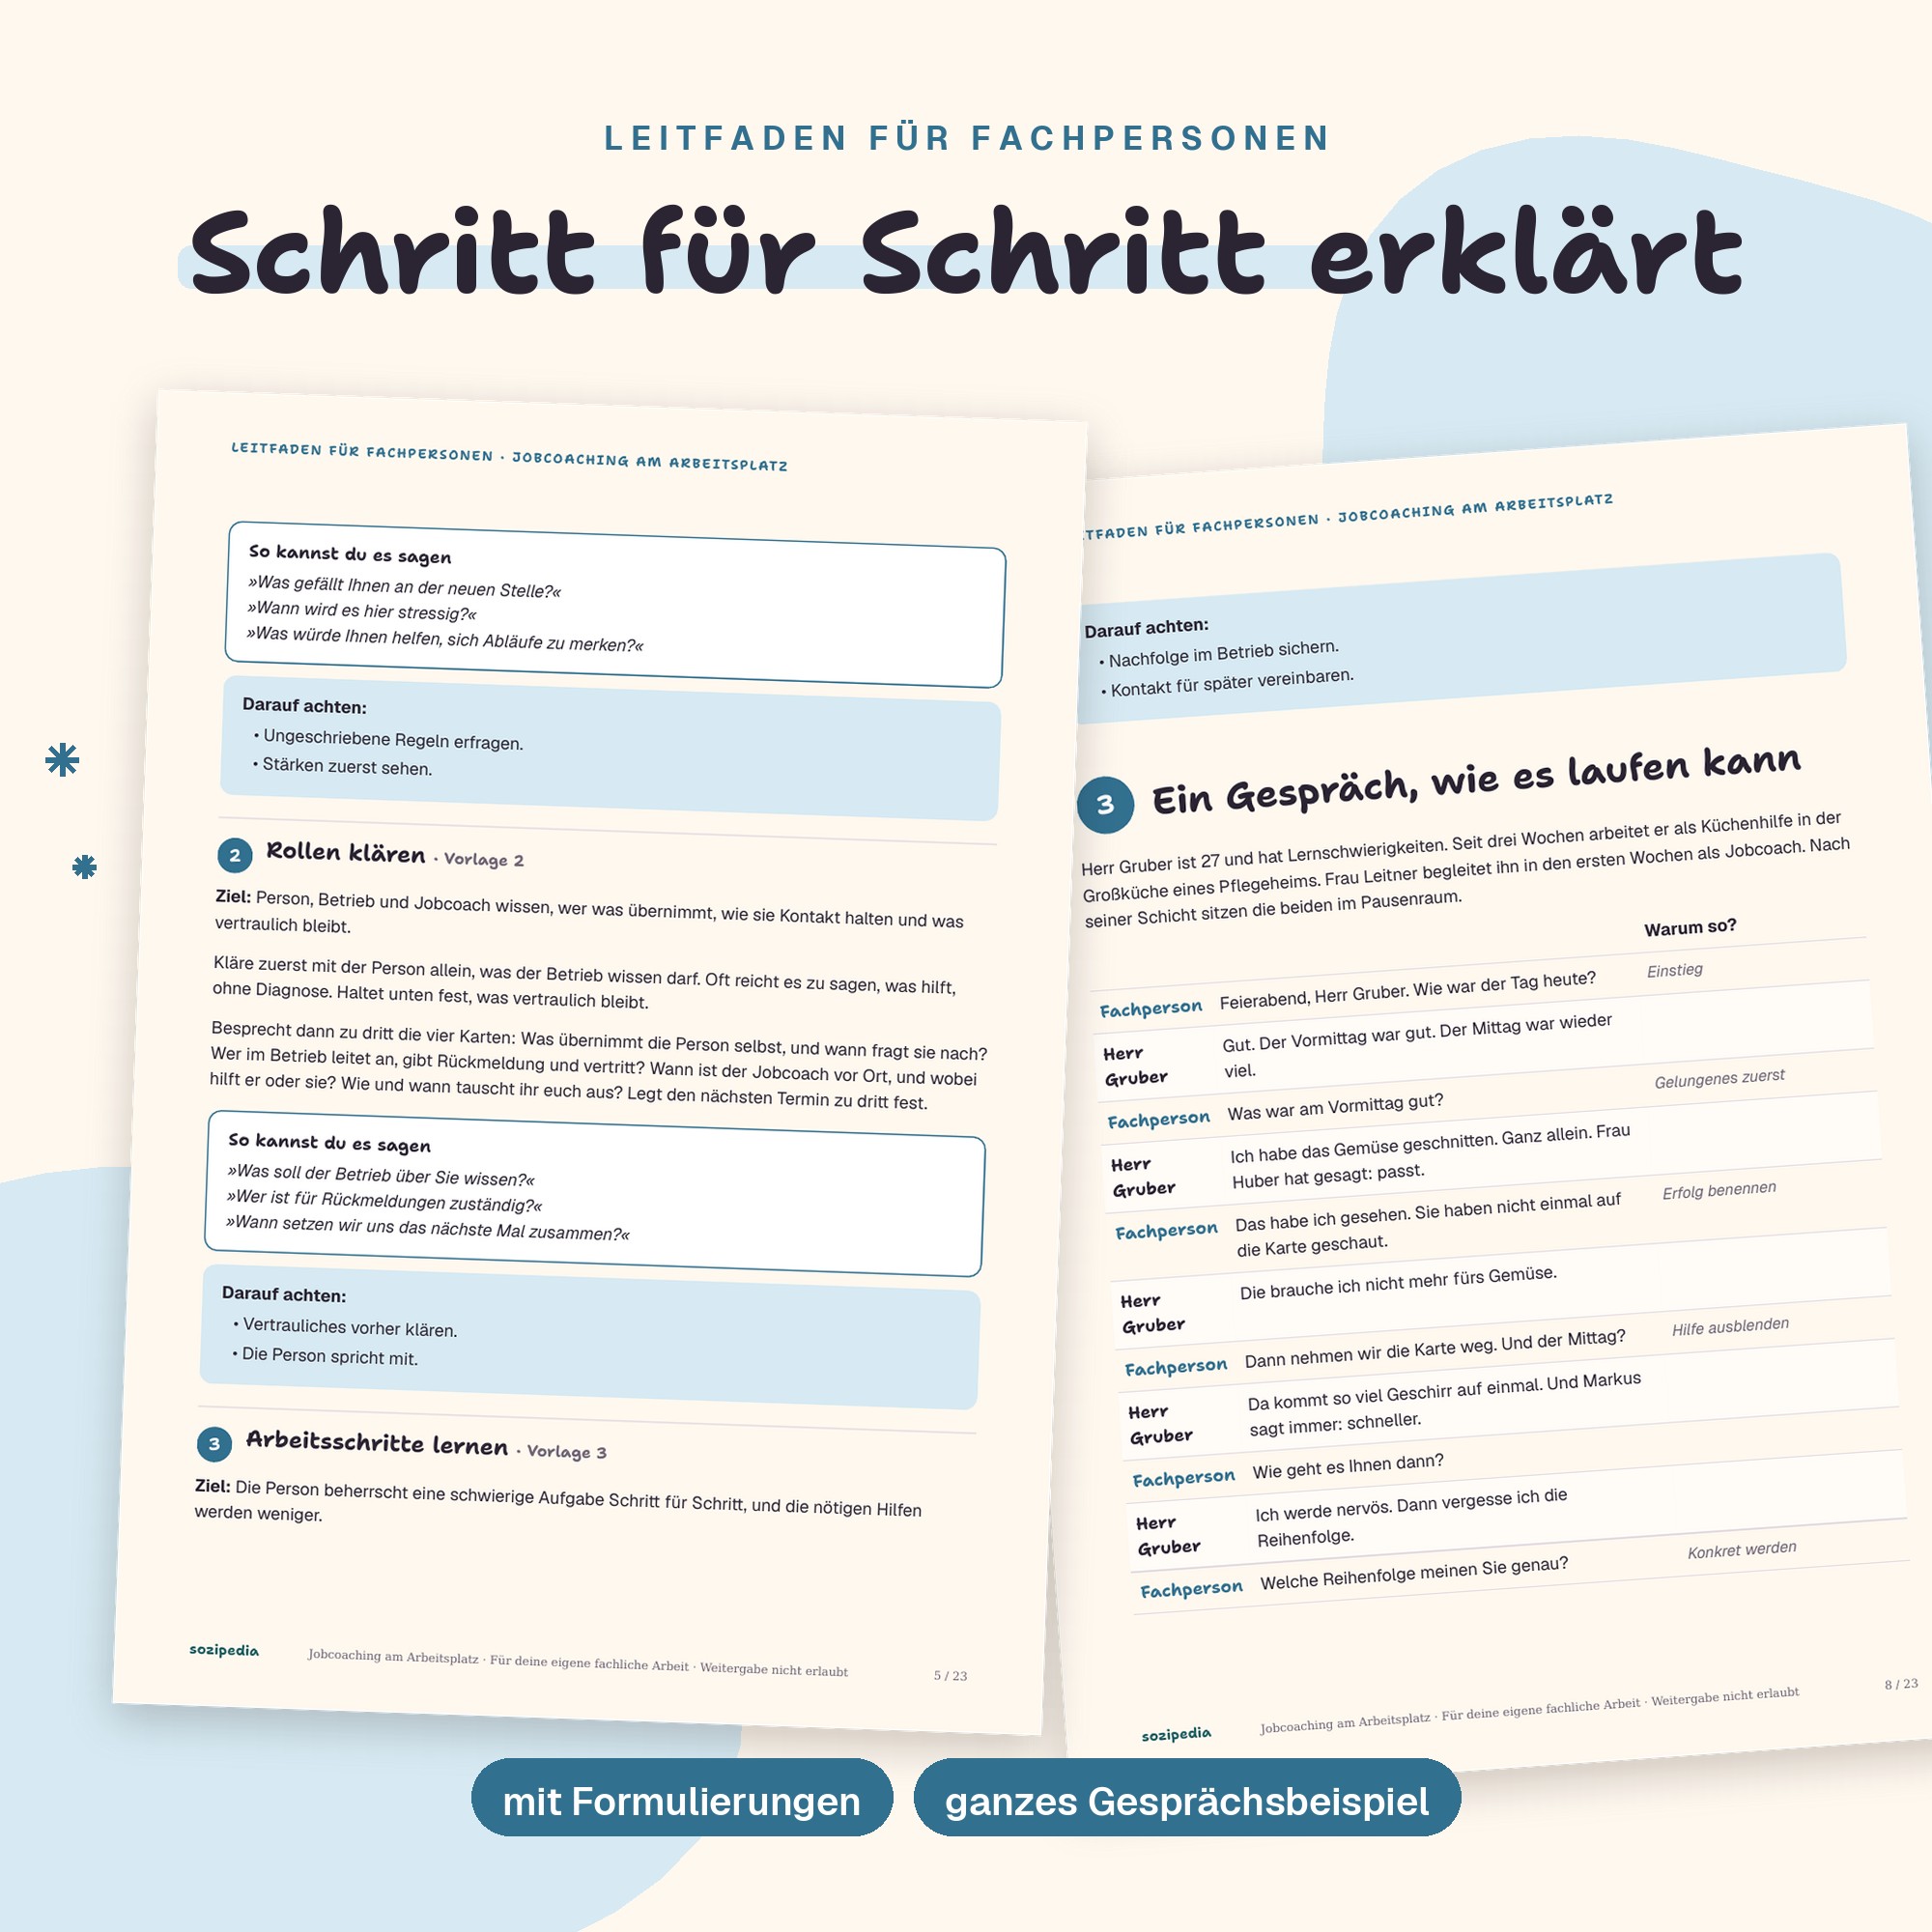 LEITFADEN FÜR FACHPERSONEN
Schritt für Schritt erklärt
LEITFADEN FÜR FACHPERSONEN · JOBCOACHING AM ARBEITSPLATZ
So kannst du es sagen
»Was gefällt Ihnen an der neuen Stelle?«
»Wann wird es hier stressig?«
»Was würde Ihnen helfen, sich Abläufe zu merken?«
Darauf achten:
• Ungeschriebene Regeln erfragen.
• Stärken zuerst sehen.
2 Rollen klären · Vorlage 2
Ziel: Person, Betrieb und Jobcoach wissen, wer was übernimmt, wie sie Kontakt halten und was
vertraulich bleibt.
Kläre zuerst mit der Person allein, was der Betrieb wissen darf. Oft reicht es zu sagen, was hilft,
ohne Diagnose. Haltet unten fest, was vertraulich bleibt.
Besprecht dann zu dritt die vier Karten: Was übernimmt die Person selbst, und wann fragt sie nach?
Wer im Betrieb leitet an, gibt Rückmeldung und vertritt? Wann ist der Jobcoach vor Ort, und wobei
hilft er oder sie? Wie und wann tauscht ihr euch aus? Legt den nächsten Termin zu dritt fest.
So kannst du es sagen
»Was soll der Betrieb über Sie wissen?«
»Wer ist für Rückmeldungen zuständig?«
»Wann setzen wir uns das nächste Mal zusammen?«
Darauf achten:
• Vertrauliches vorher klären.
• Die Person spricht mit.
3 Arbeitsschritte lernen · Vorlage 3
Ziel: Die Person beherrscht eine schwierige Aufgabe Schritt für Schritt, und die nötigen Hilfen
werden weniger.
sozipedia Jobcoaching am Arbeitsplatz · Für deine eigene fachliche Arbeit · Weitergabe nicht erlaubt 5 / 23
TFADEN FÜR FACHPERSONEN · JOBCOACHING AM ARBEITSPLATZ
Darauf achten:
• Nachfolge im Betrieb sichern.
• Kontakt für später vereinbaren.
3 Ein Gespräch, wie es laufen kann
Herr Gruber ist 27 und hat Lernschwierigkeiten. Seit drei Wochen arbeitet er als Küchenhilfe in der
Großküche eines Pflegeheims. Frau Leitner begleitet ihn in den ersten Wochen als Jobcoach. Nach
seiner Schicht sitzen die beiden im Pausenraum.
Warum so?
Fachperson Feierabend, Herr Gruber. Wie war der Tag heute? Einstieg
Herr Gut. Der Vormittag war gut. Der Mittag war wieder
Gruber viel.
Fachperson Was war am Vormittag gut? Gelungenes zuerst
Herr Ich habe das Gemüse geschnitten. Ganz allein. Frau
Gruber Huber hat gesagt: passt.
Fachperson Das habe ich gesehen. Sie haben nicht einmal auf Erfolg benennen
die Karte geschaut.
Herr Die brauche ich nicht mehr fürs Gemüse.
Gruber
Fachperson Dann nehmen wir die Karte weg. Und der Mittag? Hilfe ausblenden
Herr Da kommt so viel Geschirr auf einmal. Und Markus
Gruber sagt immer: schneller.
Fachperson Wie geht es Ihnen dann?
Herr Ich werde nervös. Dann vergesse ich die
Gruber Reihenfolge.
Fachperson Welche Reihenfolge meinen Sie genau? Konkret werden
sozipedia Jobcoaching am Arbeitsplatz · Für deine eigene fachliche Arbeit · Weitergabe nicht erlaubt 8 / 23
mit Formulierungen
ganzes Gesprächsbeispiel